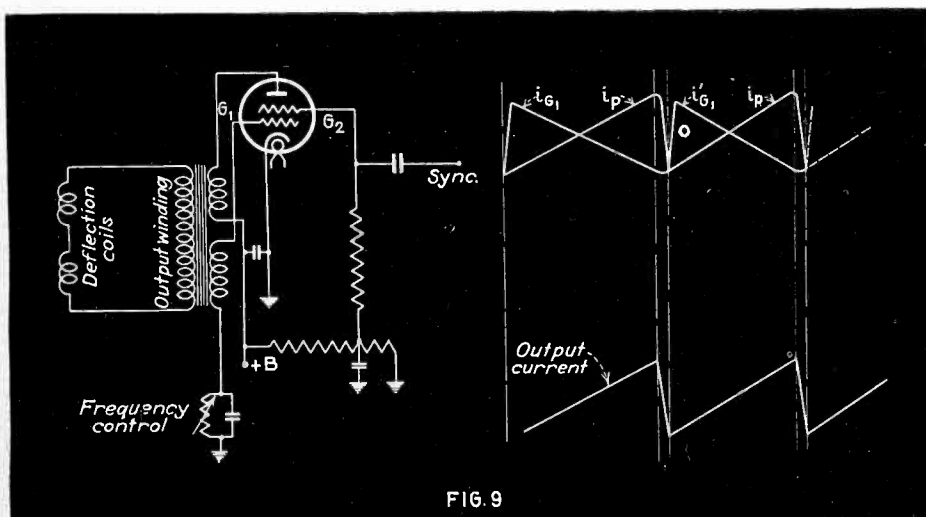 G1
G2
Sync.
Deflection
coils
Output winding
+B
Frequency
control
iG1
iP
i'G1
iP
Output
current
FIG. 9